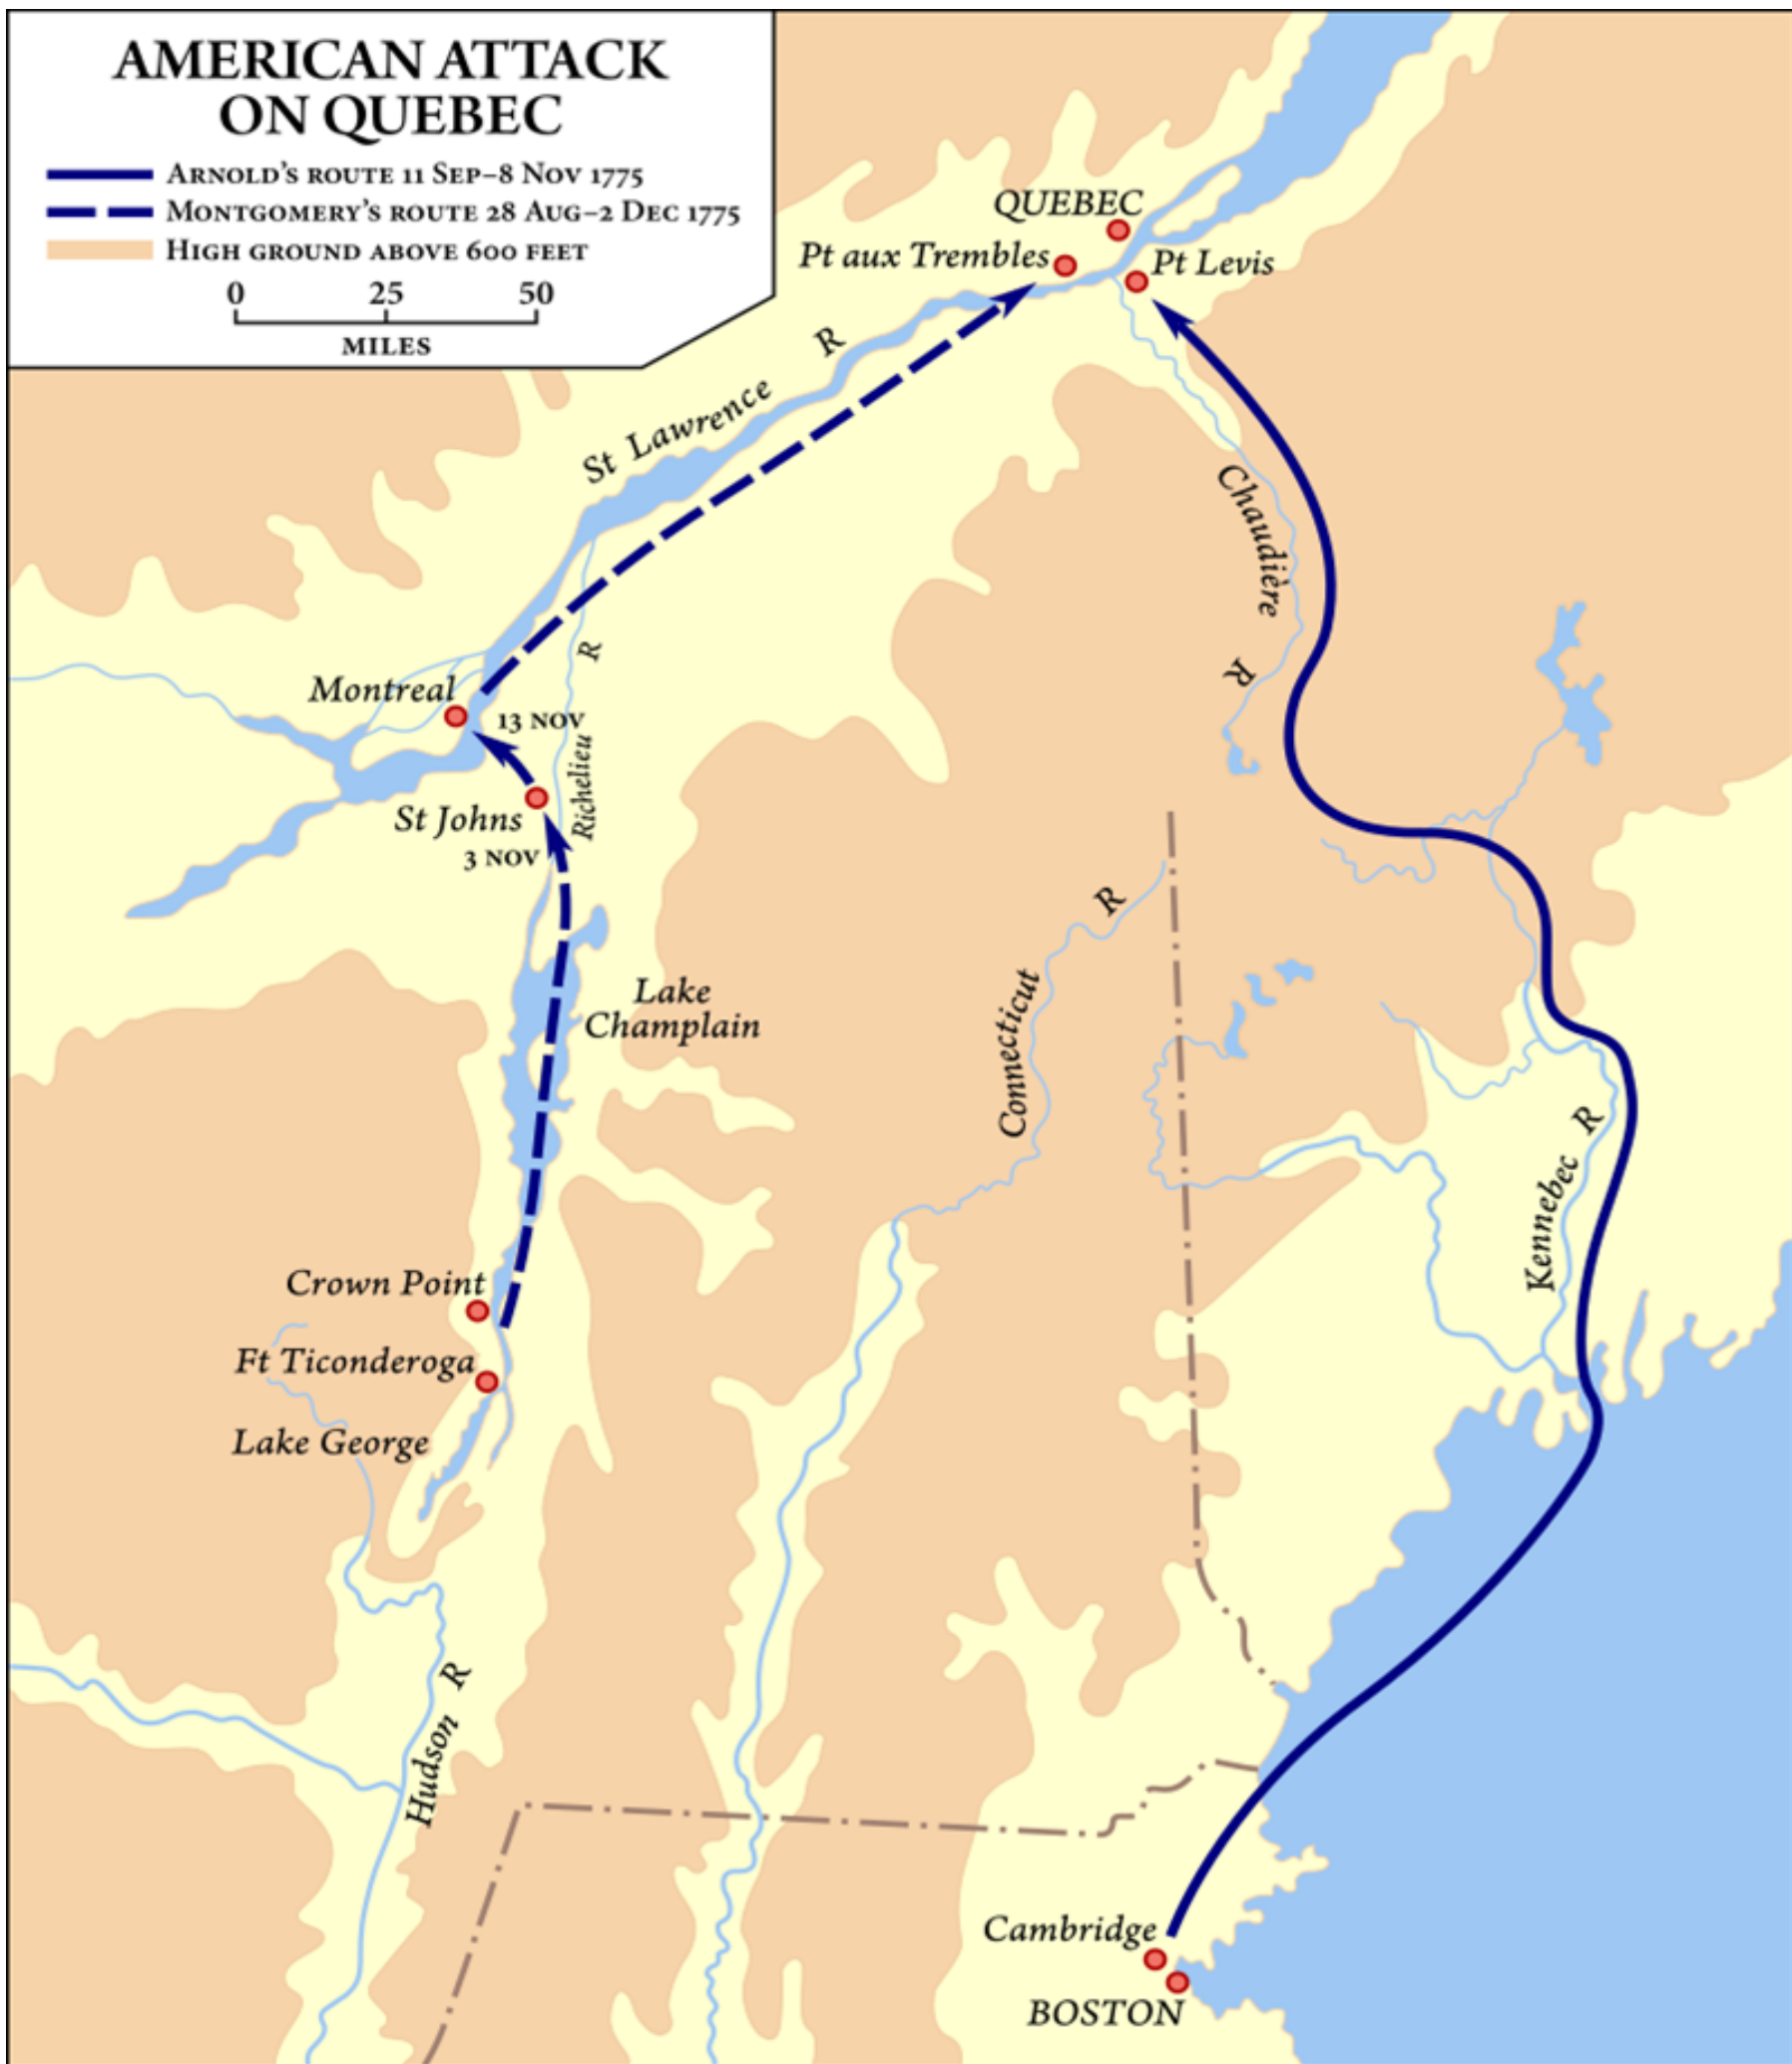 AMERICAN ATTACK
ON QUEBEC
ARNOLD'S ROUTE 11 SEP–8 NOV 1775
MONTGOMERY'S ROUTE 28 AUG–2 DEC 1775
HIGH GROUND ABOVE 600 FEET
0 25 50
MILES
QUEBEC
Pt aux Trembles
Pt Levis
St Lawrence R
Chaudière R
Montreal
13 NOV
Richelieu R
St Johns
3 NOV
Lake
Champlain
Connecticut R
Kennebec R
Crown Point
Ft Ticonderoga
Lake George
Hudson R
Cambridge
BOSTON